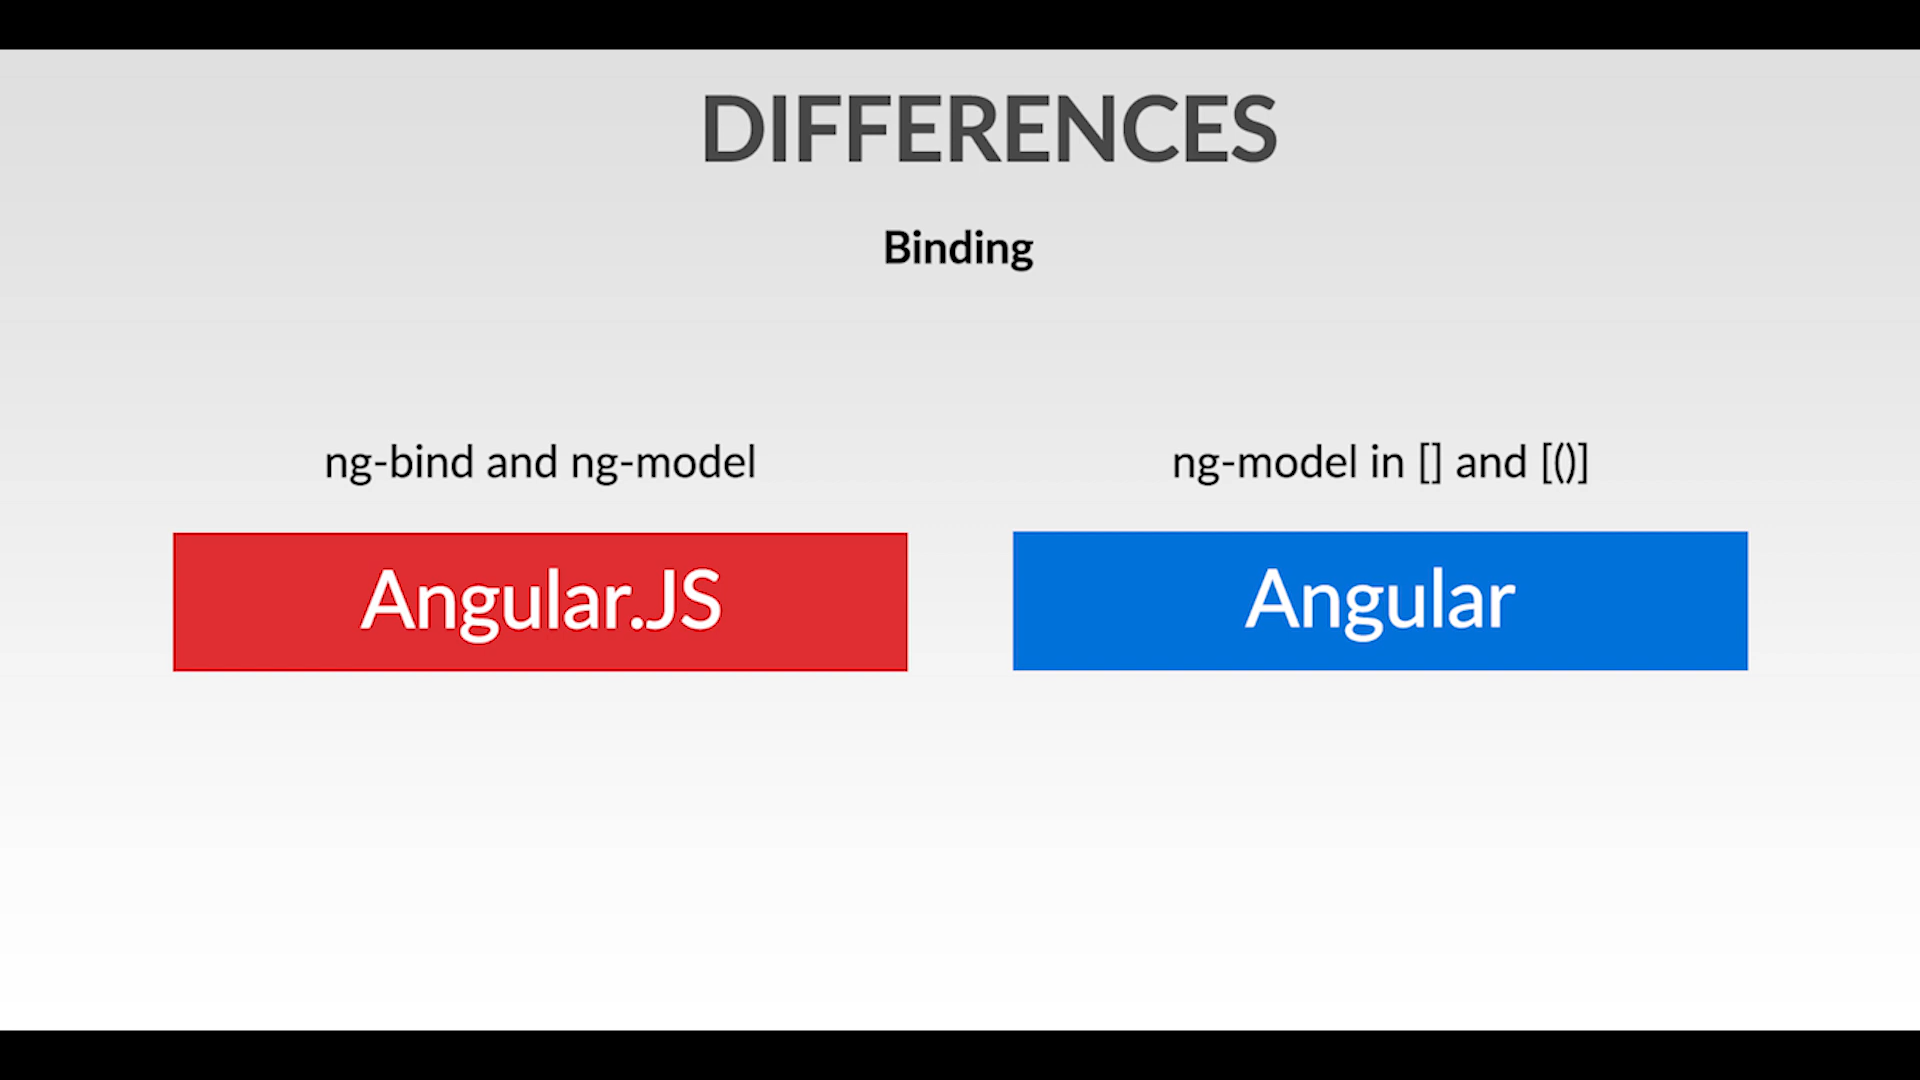 DIFFERENCES
Binding
ng-bind and ng-model
ng-model in [] and [()]
Angular.JS
Angular